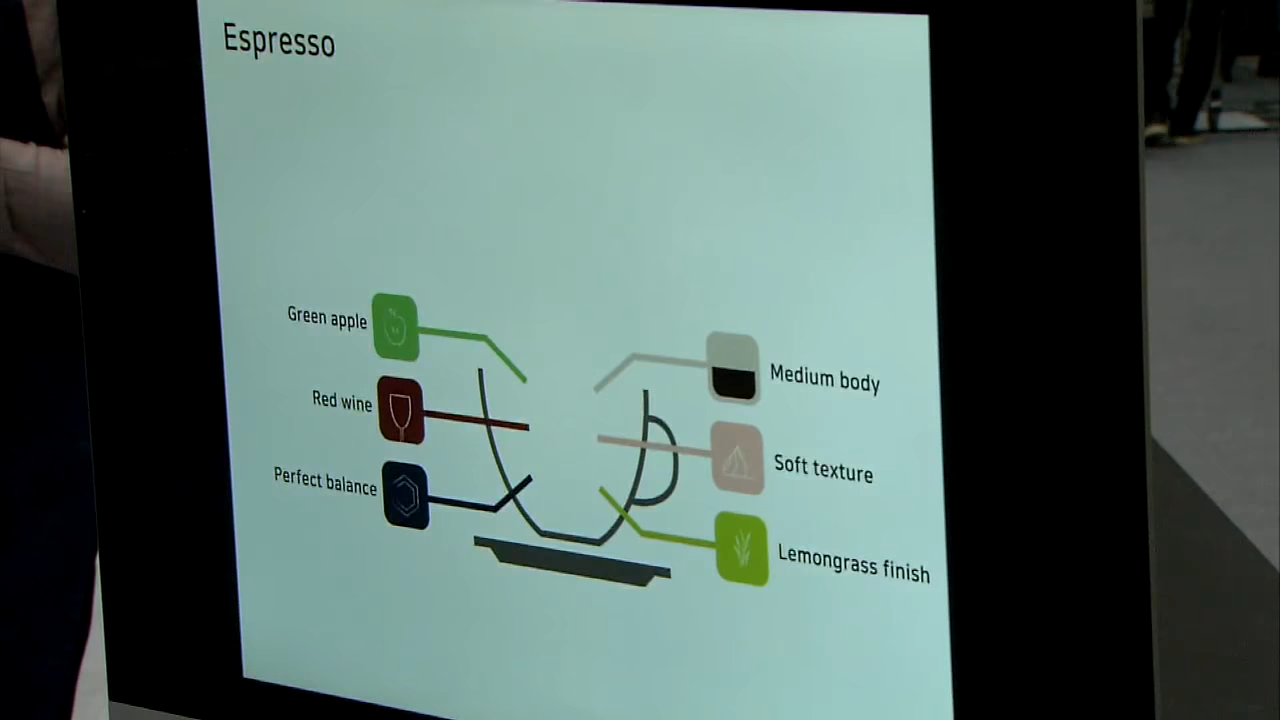 Espresso
Green apple
Red wine
Perfect balance
Medium body
Soft texture
Lemongrass finish